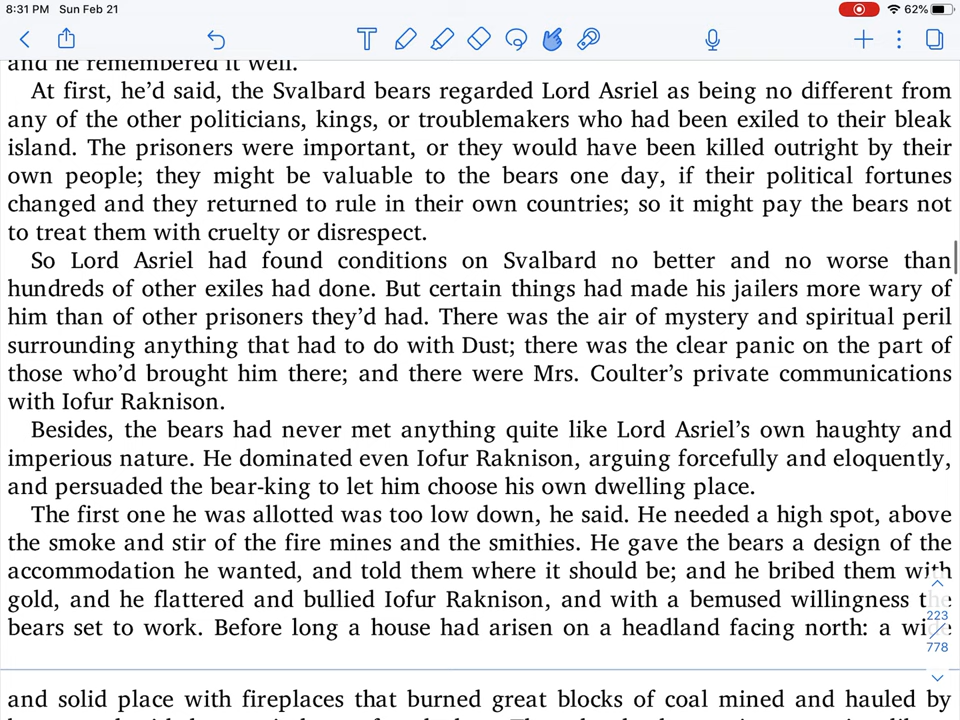 8:31 PM Sun Feb 21
62%
and he remembered it well.
At first, he’d said, the Svalbard bears regarded Lord Asriel as being no different from
any of the other politicians, kings, or troublemakers who had been exiled to their bleak
island. The prisoners were important, or they would have been killed outright by their
own people; they might be valuable to the bears one day, if their political fortunes
changed and they returned to rule in their own countries; so it might pay the bears not
to treat them with cruelty or disrespect.
So Lord Asriel had found conditions on Svalbard no better and no worse than
hundreds of other exiles had done. But certain things had made his jailers more wary of
him than of other prisoners they’d had. There was the air of mystery and spiritual peril
surrounding anything that had to do with Dust; there was the clear panic on the part of
those who’d brought him there; and there were Mrs. Coulter’s private communications
with Iofur Raknison.
Besides, the bears had never met anything quite like Lord Asriel’s own haughty and
imperious nature. He dominated even Iofur Raknison, arguing forcefully and eloquently,
and persuaded the bear-king to let him choose his own dwelling place.
The first one he was allotted was too low down, he said. He needed a high spot, above
the smoke and stir of the fire mines and the smithies. He gave the bears a design of the
accommodation he wanted, and told them where it should be; and he bribed them with
gold, and he flattered and bullied Iofur Raknison, and with a bemused willingness the
bears set to work. Before long a house had arisen on a headland facing north: a wide
223
778
and solid place with fireplaces that burned great blocks of coal mined and hauled by